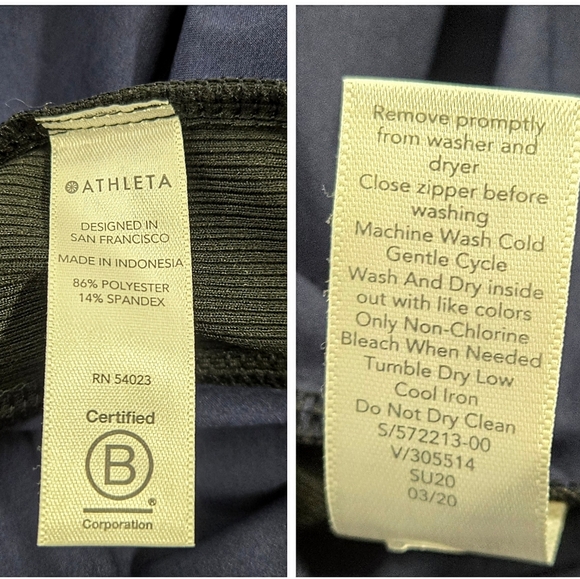 ATHLETA
DESIGNED IN
SAN FRANCISCO
MADE IN INDONESIA
86% POLYESTER
14% SPANDEX
RN 54023
Certified
B
®
Corporation
Remove promptly
from washer and
dryer
Close zipper before
washing
Machine Wash Cold
Gentle Cycle
Wash And Dry inside
out with like colors
Only Non-Chlorine
Bleach When Needed
Tumble Dry Low
Cool Iron
Do Not Dry Clean
S/572213-00
V/305514
SU20
03/20